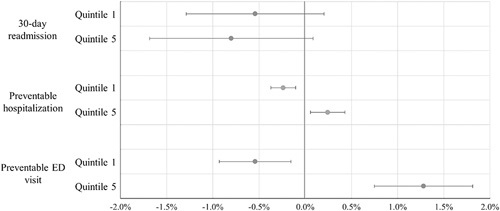 30-day
readmission
Quintile 1
Quintile 5
Preventable
hospitalization
Quintile 1
Quintile 5
Preventable ED
visit
Quintile 1
Quintile 5
-2.0% -1.5% -1.0% -0.5% 0.0% 0.5% 1.0% 1.5% 2.0%